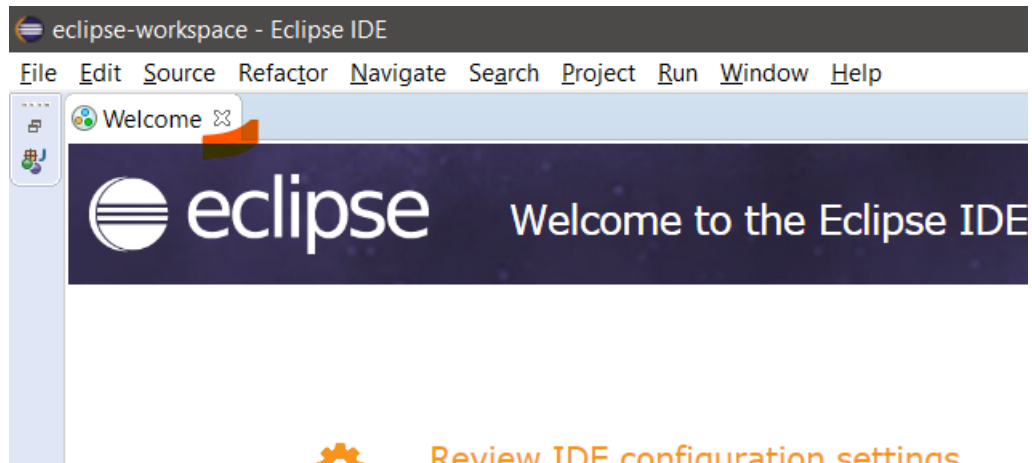 eclipse-workspace - Eclipse IDE
File Edit Source Refactor Navigate Search Project Run Window Help
Welcome
eclipse Welcome to the Eclipse IDE
Review IDE configuration settings